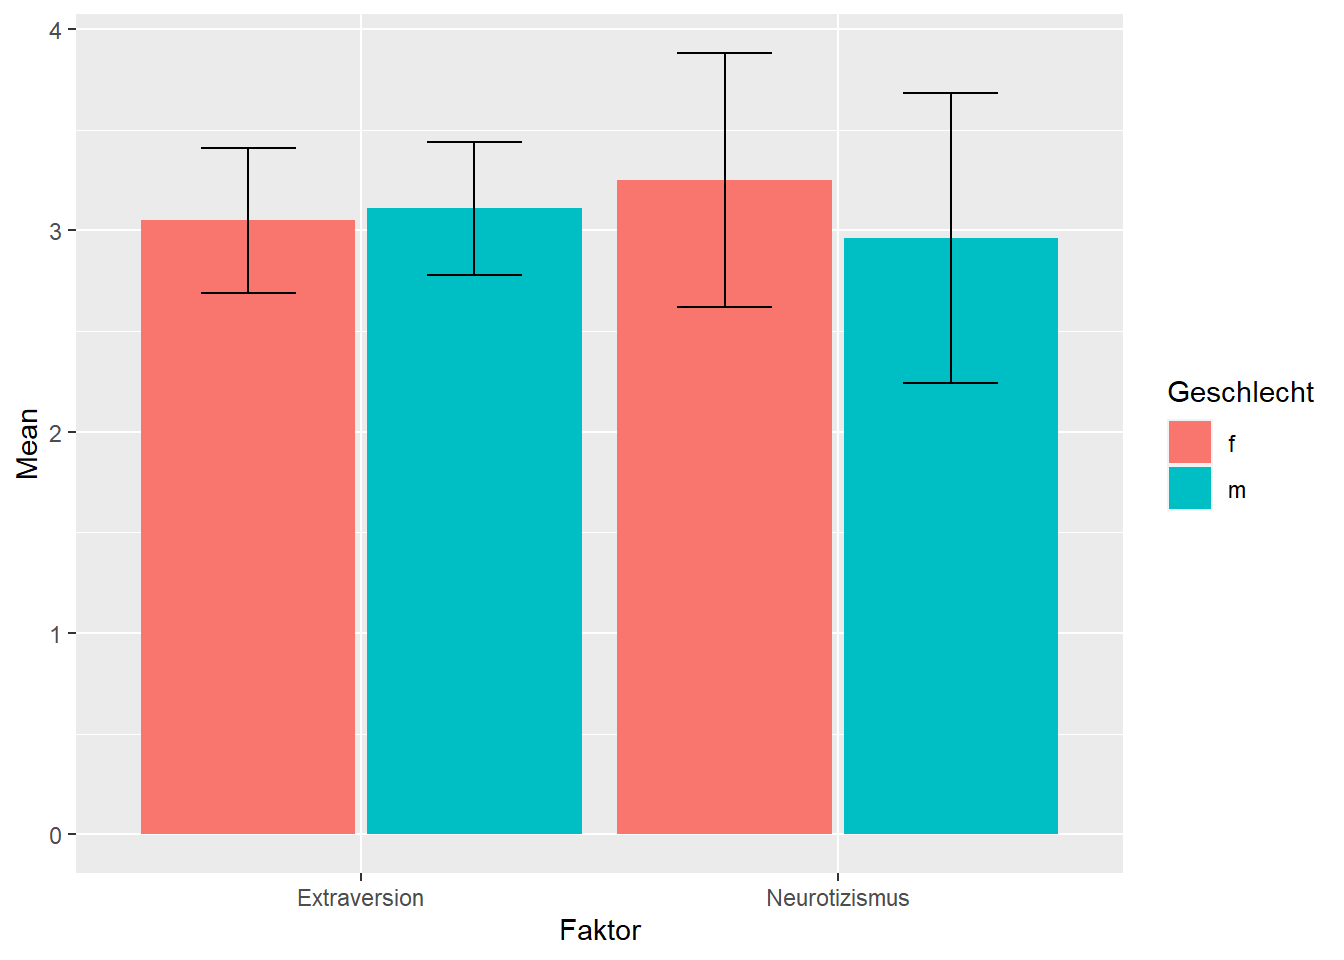 4
3
2
1
0
Mean
Extraversion
Neurotizismus
Faktor
Geschlecht
f
m